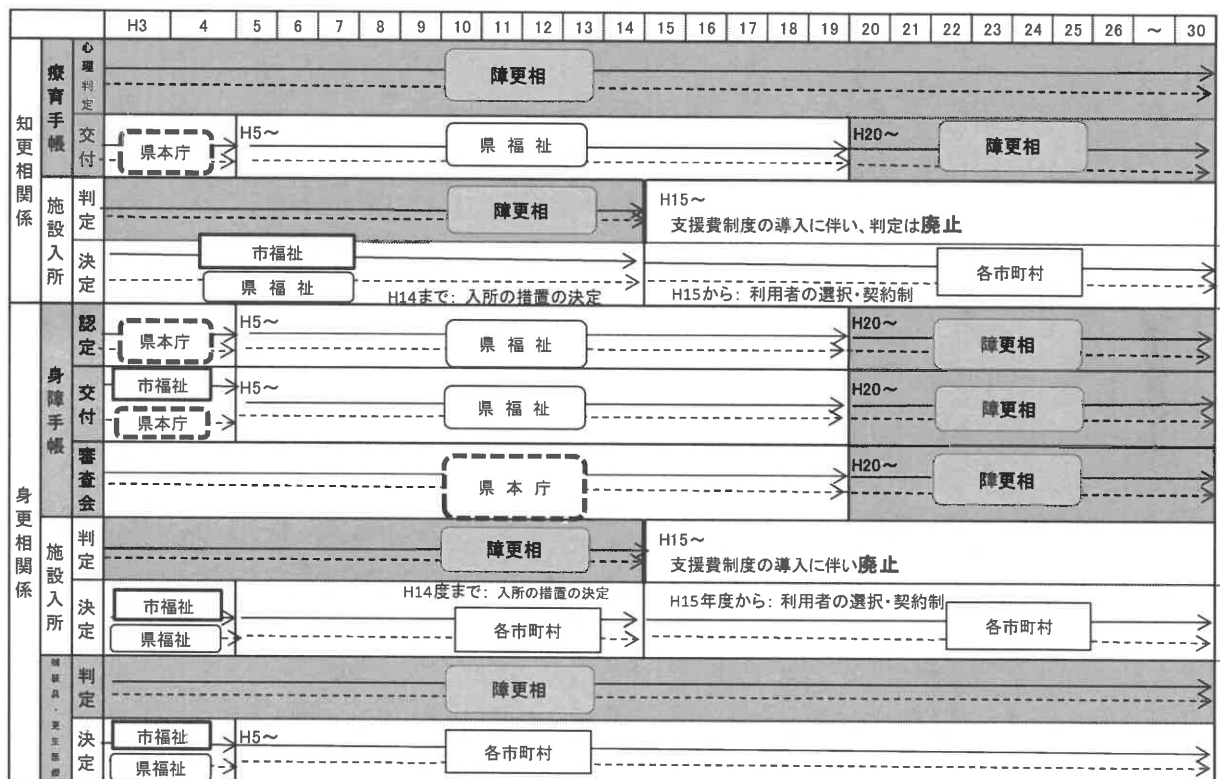 H3 4 5 6 7 8 9 10 11 12 13 14 15 16 17 18 19 20 21 22 23 24 25 26 ～ 30
知更相関係
療育手帳
心理判定
障更相
交付
県本庁
H5～
県 福 祉
H20～
障更相
施設入所
判定
障更相
H15～
支援費制度の導入に伴い、判定は廃止
決定
市福祉
県 福 祉
H14まで： 入所の措置の決定
各市町村
H15から： 利用者の選択・契約制
身更相関係
身障手帳
認定
県本庁
H5～
県 福 祉
H20～
障更相
交付
市福祉
県本庁
H5～
県 福 祉
H20～
障更相
審査会
県 本 庁
H20～
障更相
施設入所
判定
障更相
H15～
支援費制度の導入に伴い廃止
決定
市福祉
県福祉
H14度まで： 入所の措置の決定
各市町村
H15年度から： 利用者の選択・契約制
各市町村
補装具・更生医療
判定
障更相
決定
市福祉
県福祉
H5～
各市町村